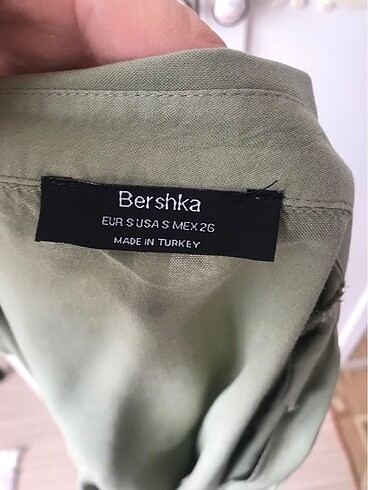 Bershka
EUR S USA S MEX 26
MADE IN TURKEY